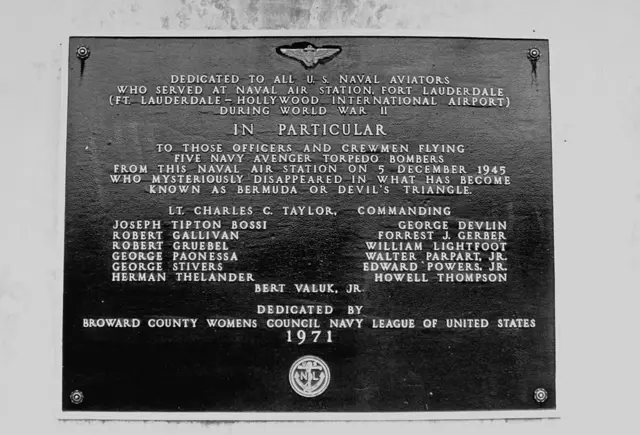 DEDICATED TO ALL U.S. NAVAL AVIATORS
WHO SERVED AT NAVAL AIR STATION, FORT LAUDERDALE
(FT. LAUDERDALE – HOLLYWOOD INTERNATIONAL AIRPORT)
DURING WORLD WAR II
IN PARTICULAR
TO THOSE OFFICERS AND CREWMEN FLYING
FIVE NAVY AVENGER TORPEDO BOMBERS
FROM THIS NAVAL AIR STATION ON 5 DECEMBER 1945
WHO MYSTERIOUSLY DISAPPEARED IN WHAT HAS BECOME
KNOWN AS BERMUDA OR DEVIL'S TRIANGLE.
LT. CHARLES C. TAYLOR, COMMANDING
JOSEPH TIPTON BOSSI GEORGE DEVLIN
ROBERT GALLIVAN FORREST J. GERBER
ROBERT GRUEBEL WILLIAM LIGHTFOOT
GEORGE PAONESSA WALTER PARPART, JR.
GEORGE STIVERS EDWARD POWERS, JR.
HERMAN THELANDER HOWELL THOMPSON
BERT VALUK, JR.
DEDICATED BY
BROWARD COUNTY WOMENS COUNCIL NAVY LEAGUE OF UNITED STATES
1971
N L